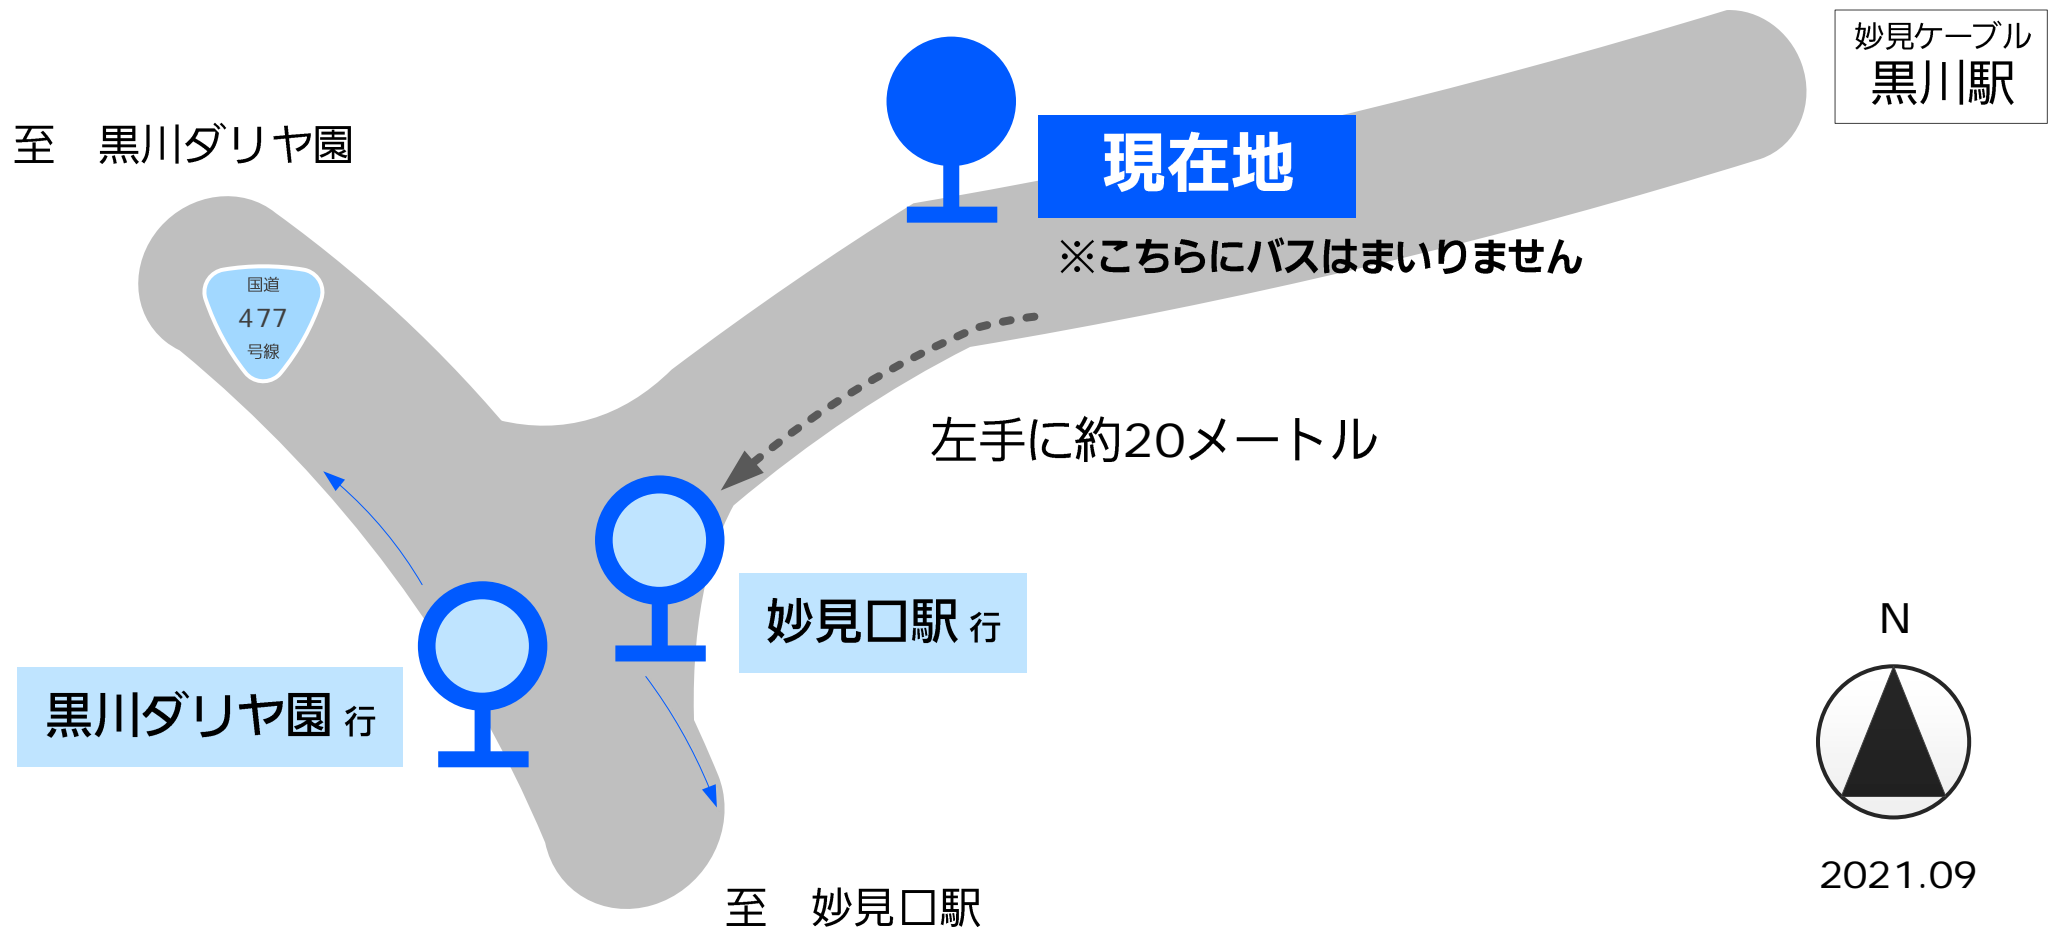 妙見ケーブル
黒川駅
至　黒川ダリヤ園
現在地
※こちらにバスはまいりません
国道
477
号線
左手に約20メートル
妙見口駅 行
黒川ダリヤ園 行
N
2021.09
至　妙見口駅